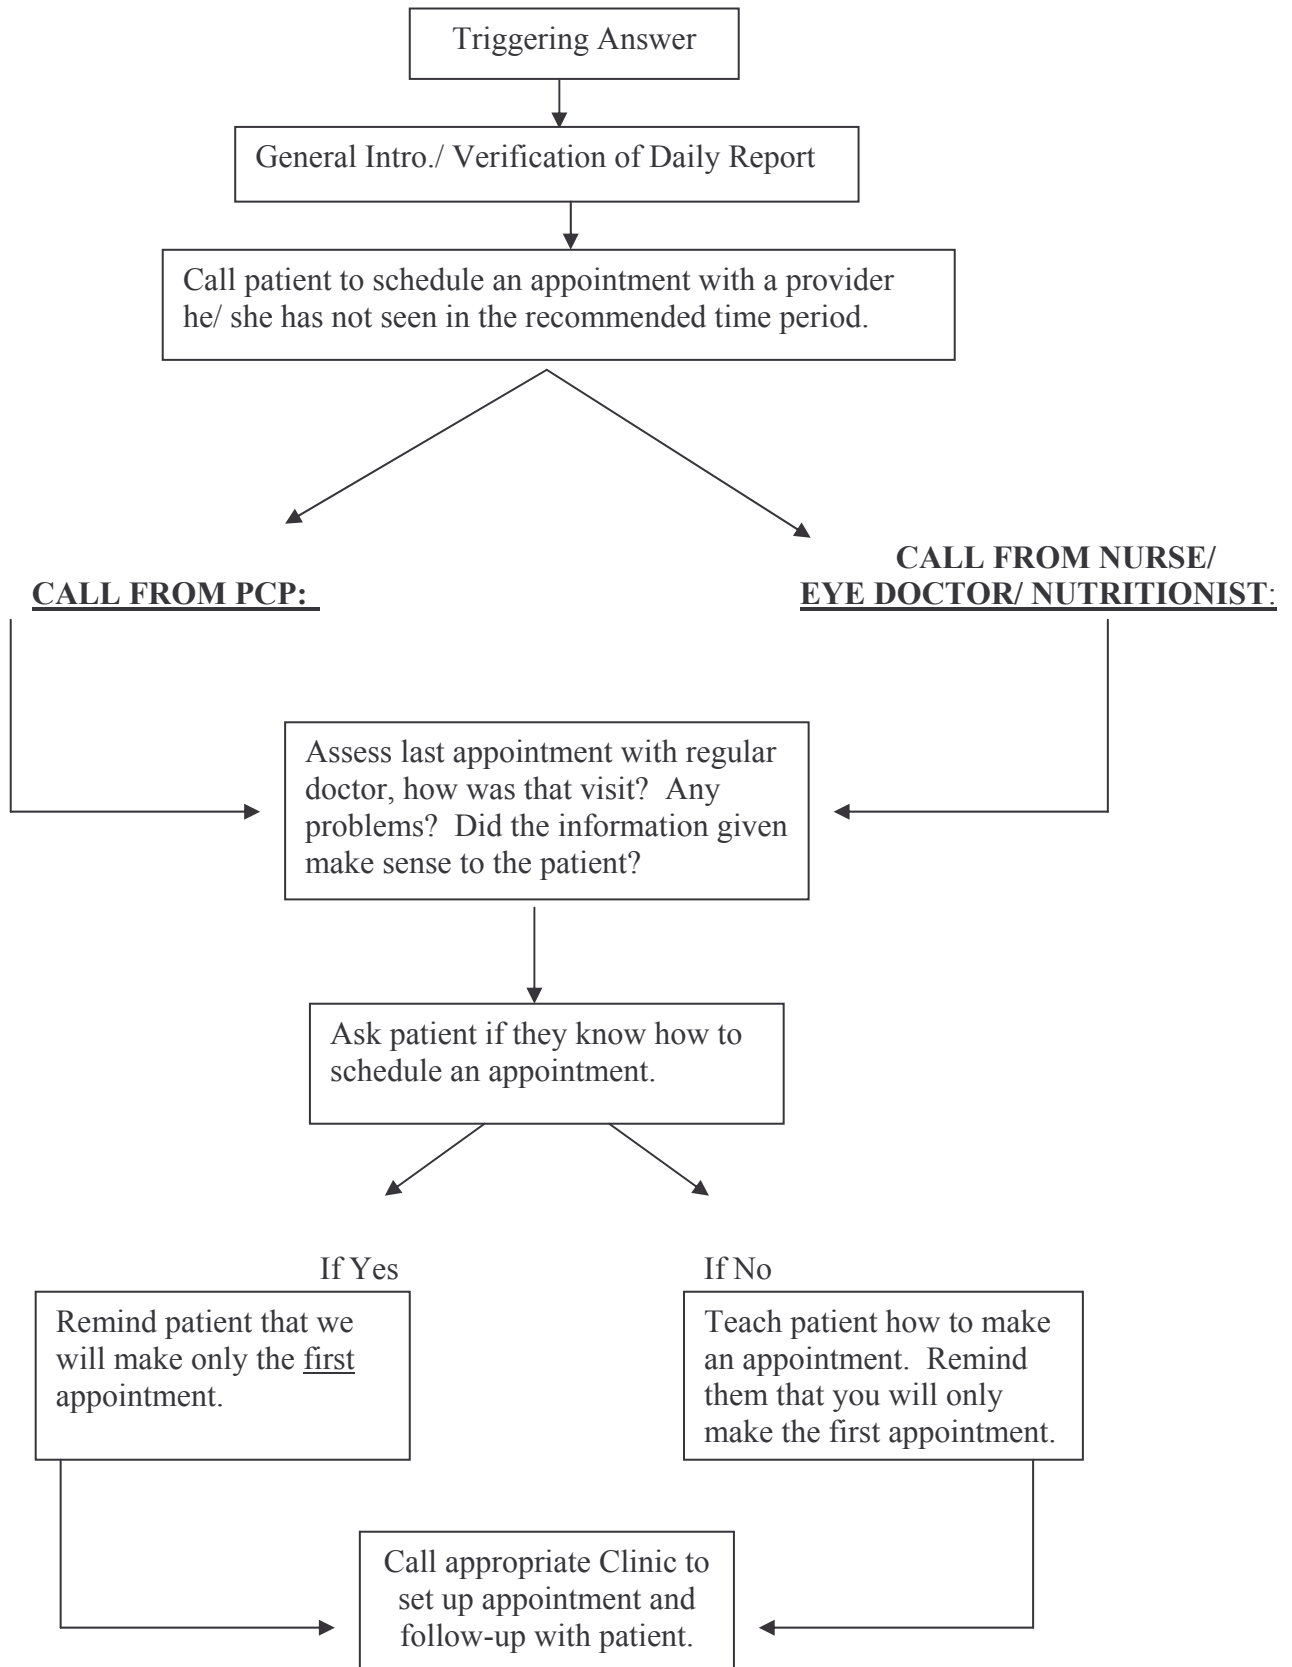 Triggering Answer
General Intro./ Verification of Daily Report
Call patient to schedule an appointment with a provider
he/ she has not seen in the recommended time period.
CALL FROM PCP:
CALL FROM NURSE/
EYE DOCTOR/ NUTRITIONIST:
Assess last appointment with regular
doctor, how was that visit?  Any
problems?  Did the information given
make sense to the patient?
Ask patient if they know how to
schedule an appointment.
If Yes
Remind patient that we
will make only the first
appointment.
If No
Teach patient how to make
an appointment.  Remind
them that you will only
make the first appointment.
Call appropriate Clinic to
set up appointment and
follow-up with patient.